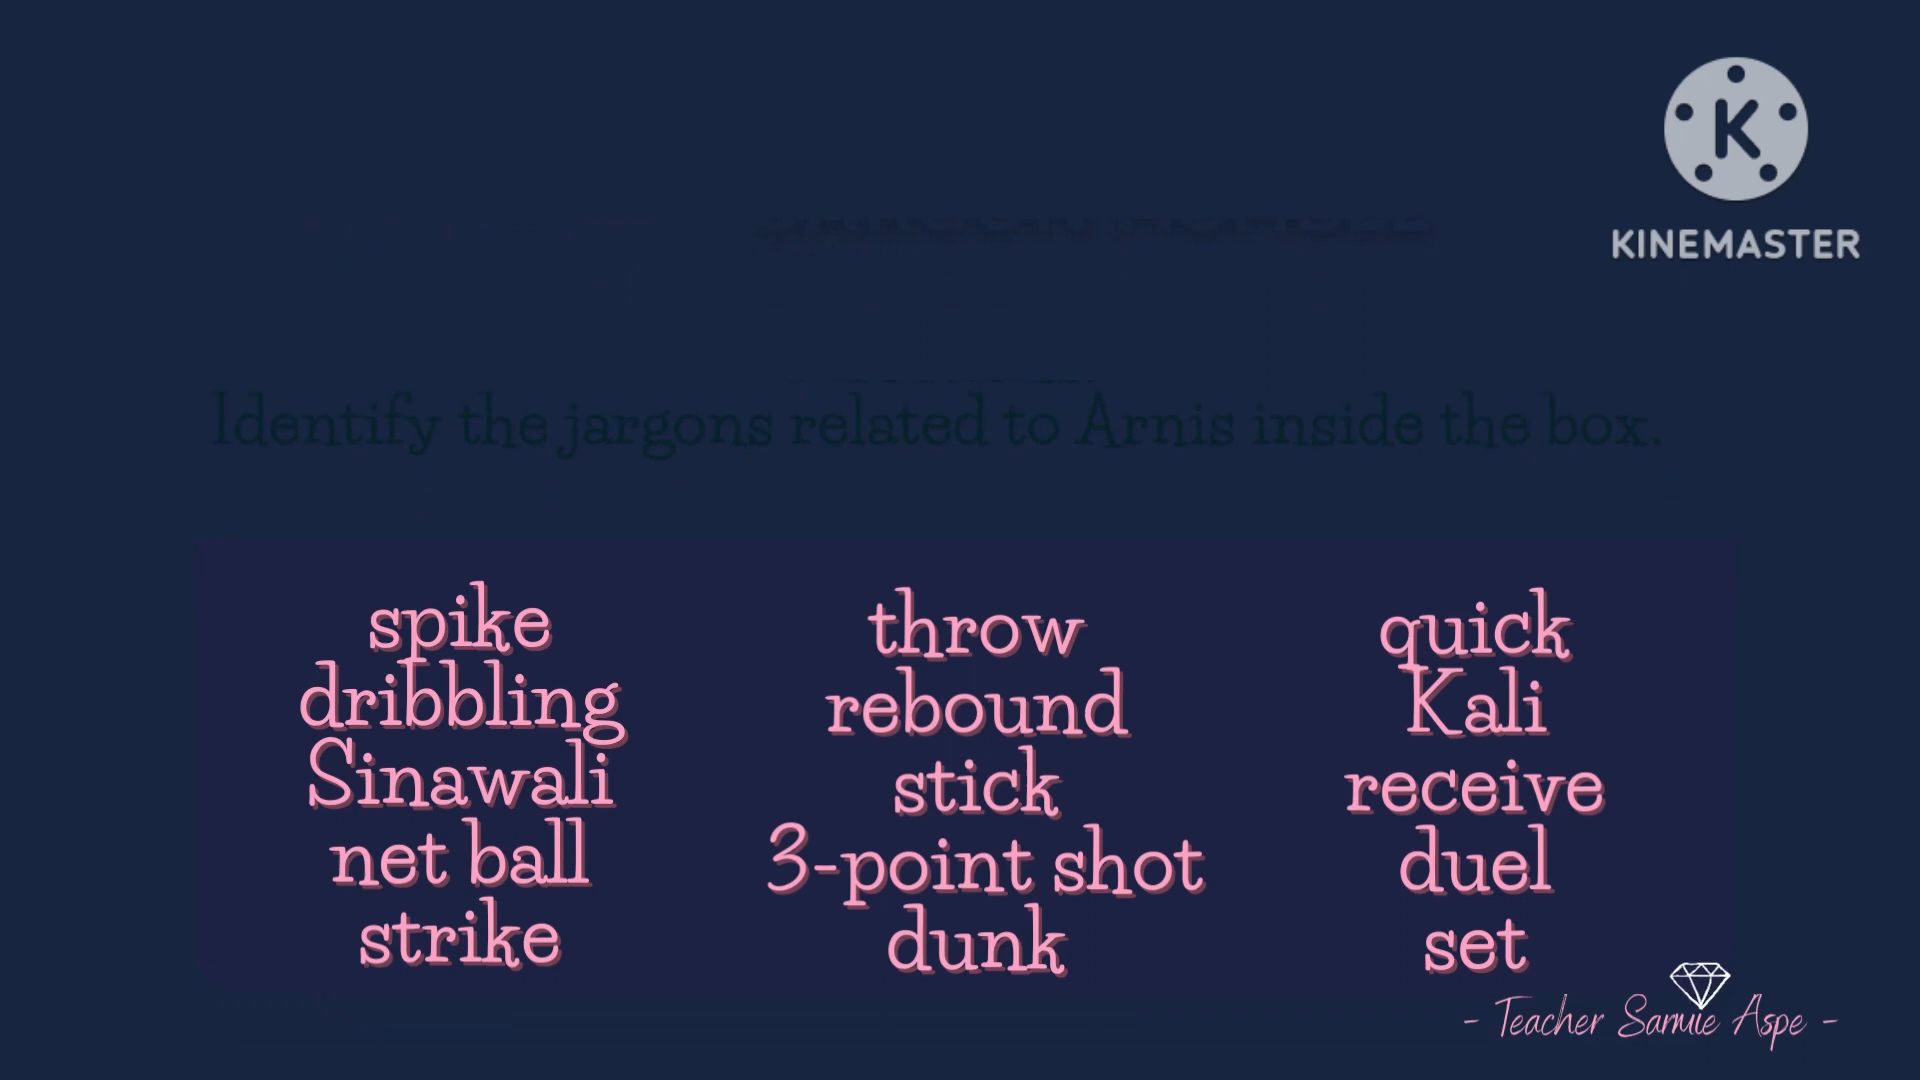 K
KINEMASTER
Identify the jargons related to Arnis inside the box.
spike
dribbling
Sinawali
net ball
strike
throw
rebound
stick
3-point shot
dunk
quick
Kali
receive
duel
set
- Teacher Samie Aspe -